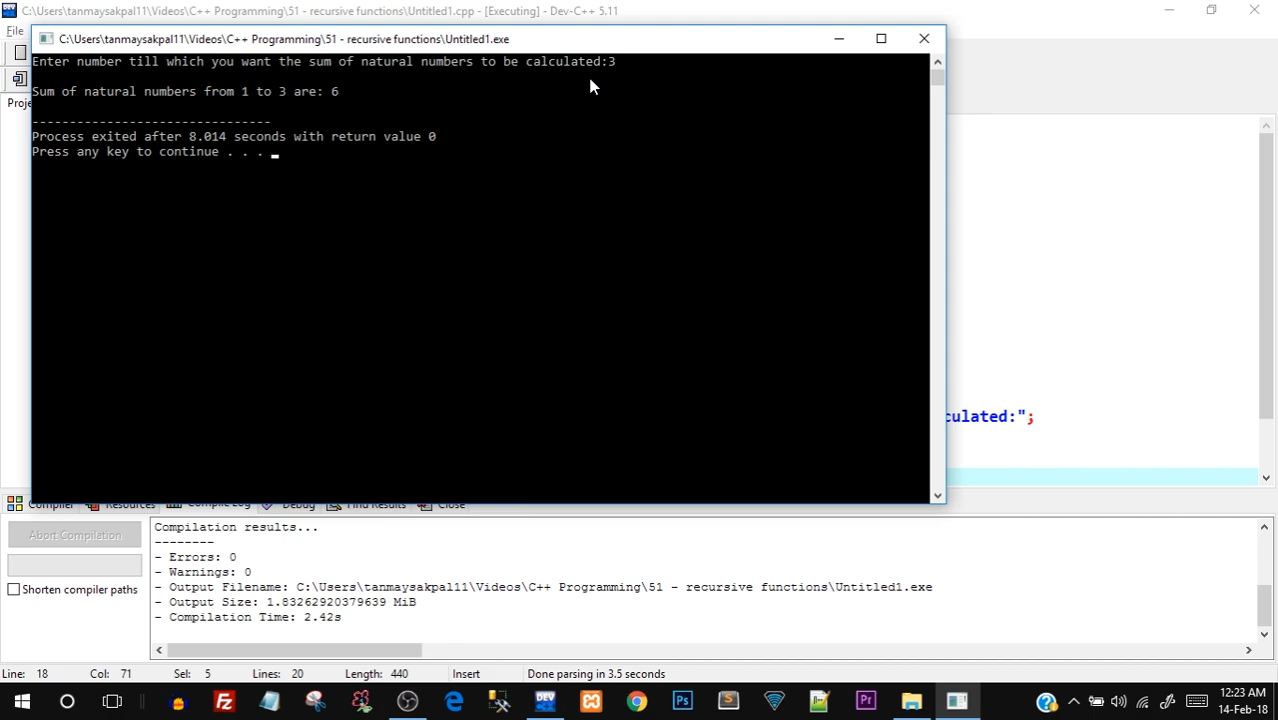 C:\Users\tanmaysakpal11\Videos\C++ Programming\51 - recursive functions\Untitled1.cpp - [Executing] - Dev-C++ 5.11
File
C:\Users\tanmaysakpal11\Videos\C++ Programming\51 - recursive functions\Untitled1.exe
Enter number till which you want the sum of natural numbers to be calculated:3
Sum of natural numbers from 1 to 3 are: 6
--------------------------------
Process exited after 8.014 seconds with return value 0
Press any key to continue . . .
Proje
culated:";
Compiler Resources Compile Log Debug Find Results Close
Abort Compilation
Shorten compiler paths
Compilation results...
--------
- Errors: 0
- Warnings: 0
- Output Filename: C:\Users\tanmaysakpal11\Videos\C++ Programming\51 - recursive functions\Untitled1.exe
- Output Size: 1.83262920379639 MiB
- Compilation Time: 2.42s
Line: 18 Col: 71 Sel: 5 Lines: 20 Length: 440 Insert Done parsing in 3.5 seconds
12:23 AM
14-Feb-18